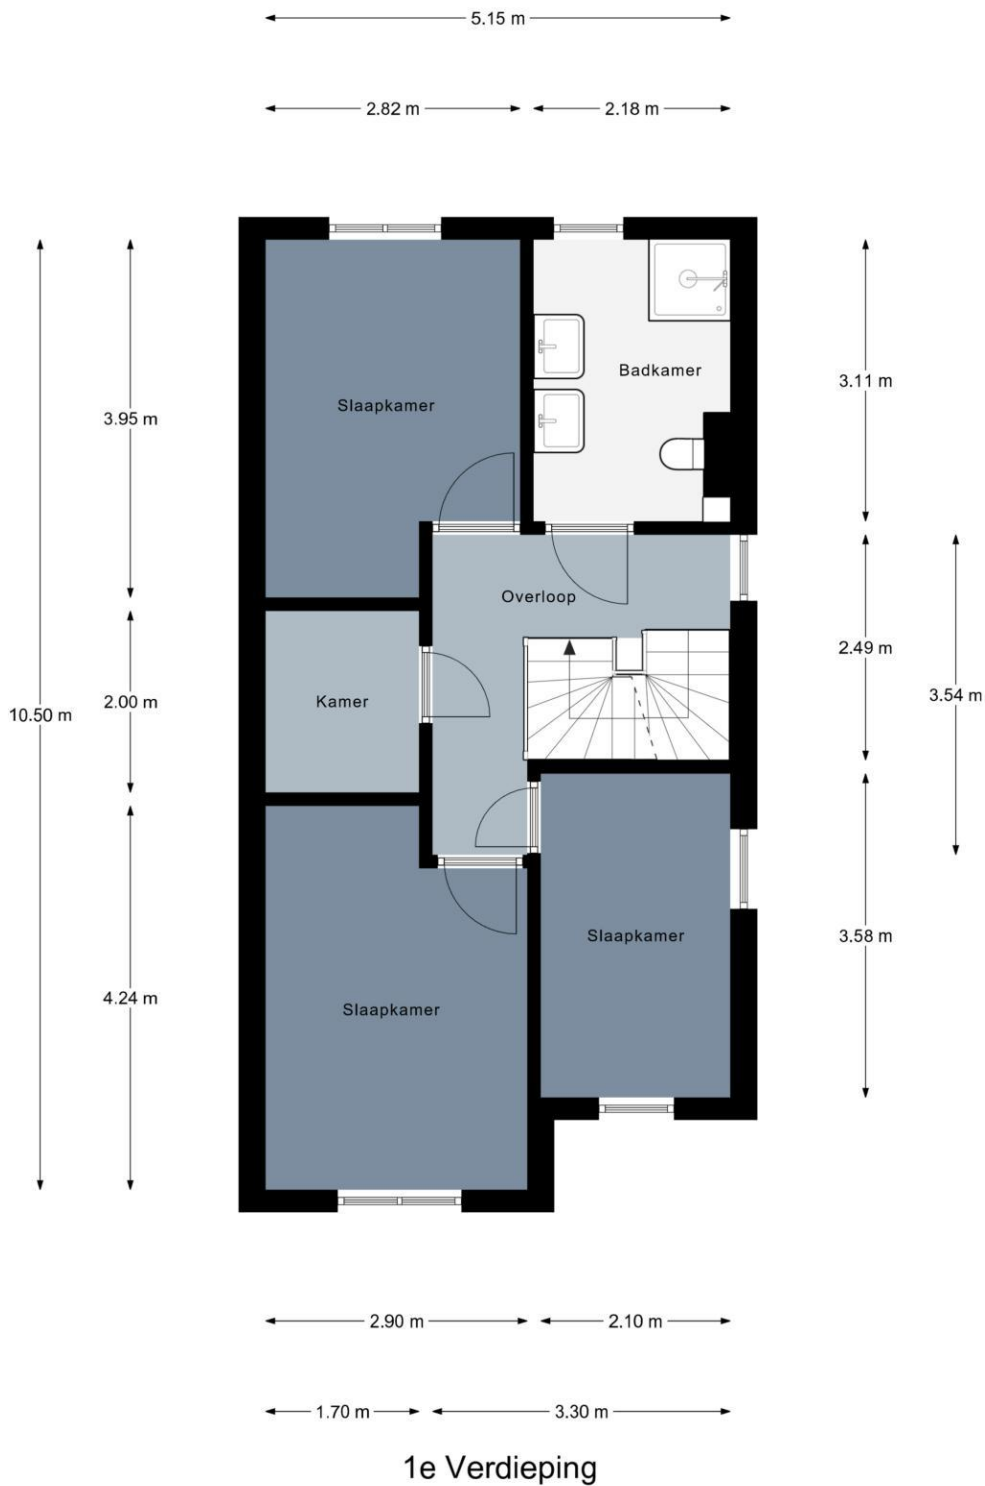 5.15 m
2.82 m
2.18 m
Badkamer
3.11 m
Slaapkamer
3.95 m
Overloop
2.49 m
Kamer
3.54 m
2.00 m
10.50 m
Slaapkamer
3.58 m
4.24 m
Slaapkamer
2.90 m
2.10 m
1.70 m
3.30 m
1e Verdieping